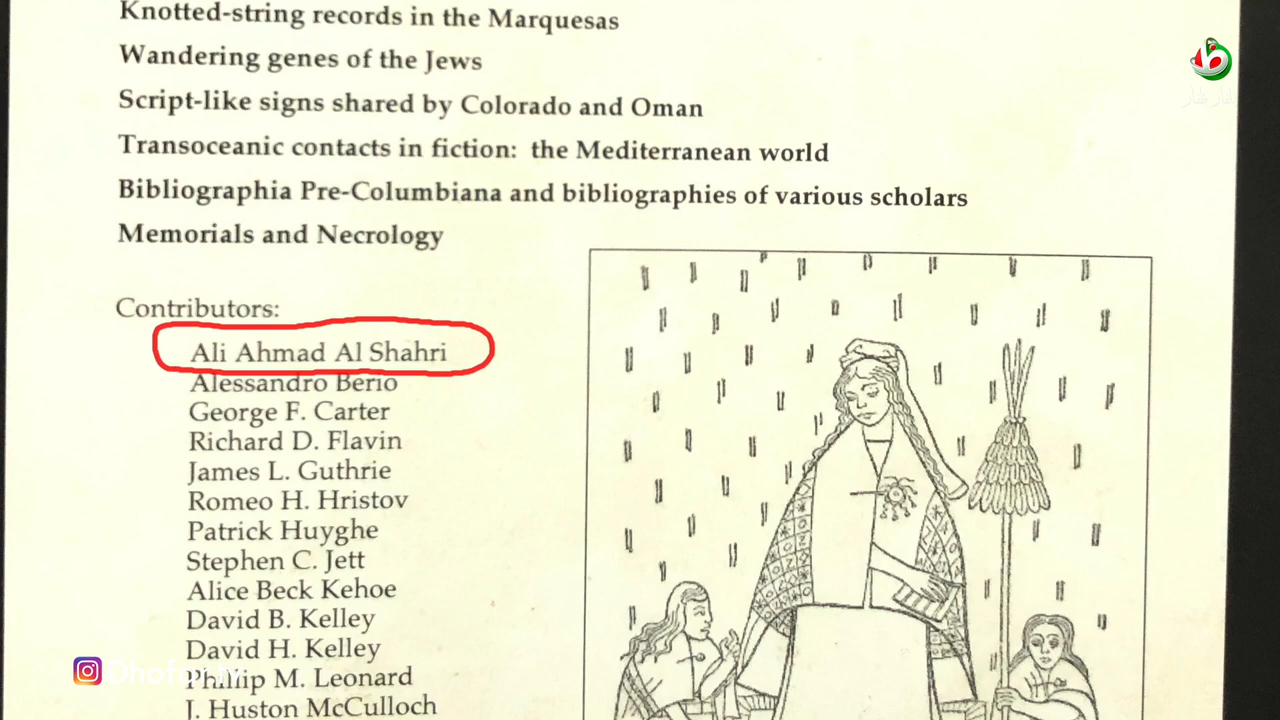 Knotted-string records in the Marquesas
Wandering genes of the Jews
Script-like signs shared by Colorado and Oman
Transoceanic contacts in fiction: the Mediterranean world
Bibliographia Pre-Columbiana and bibliographies of various scholars
Memorials and Necrology
Contributors:
Ali Ahmad Al Shahri
Alessandro Berio
George F. Carter
Richard D. Flavin
James L. Guthrie
Romeo H. Hristov
Patrick Huyghe
Stephen C. Jett
Alice Beck Kehoe
David B. Kelley
David H. Kelley
Phillip M. Leonard
J. Huston McCulloch